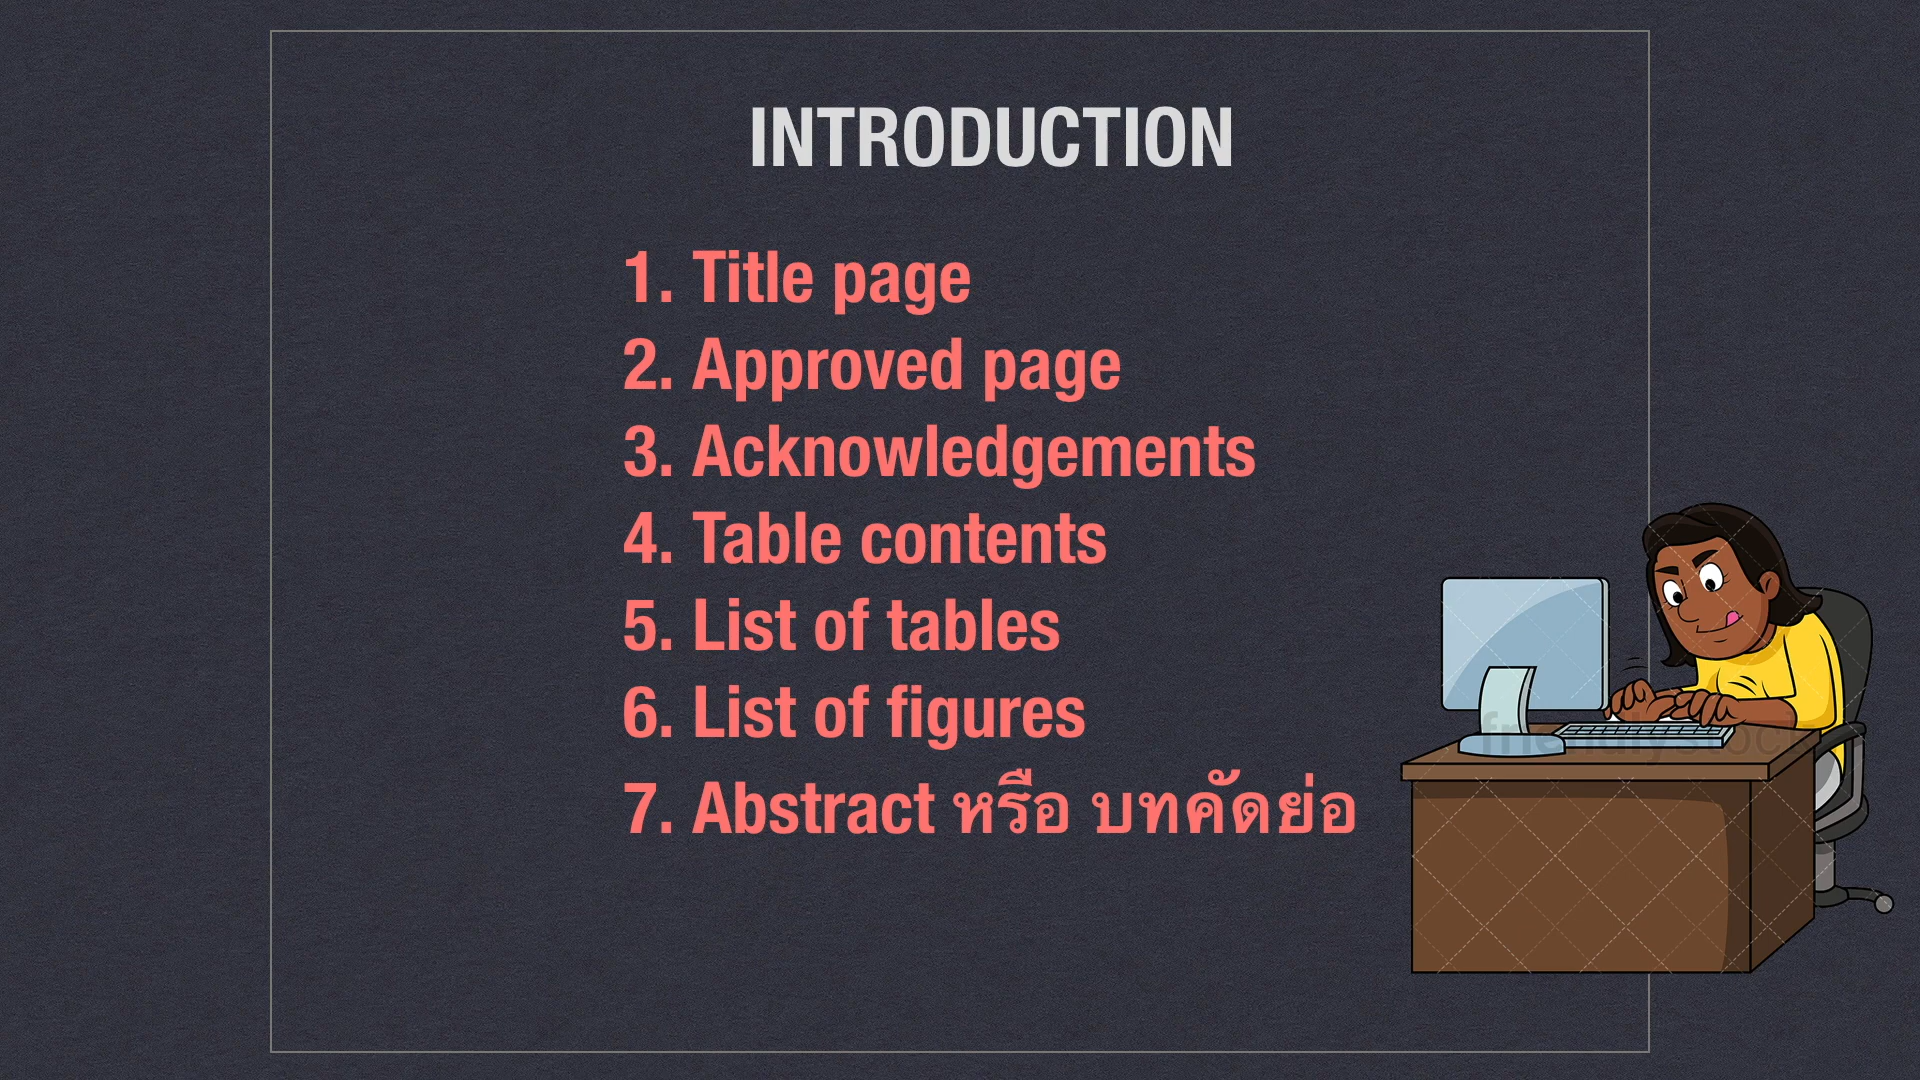 INTRODUCTION
1. Title page
2. Approved page
3. Acknowledgements
4. Table contents
5. List of tables
6. List of figures
7. Abstract หรือ บทคัดย่อ